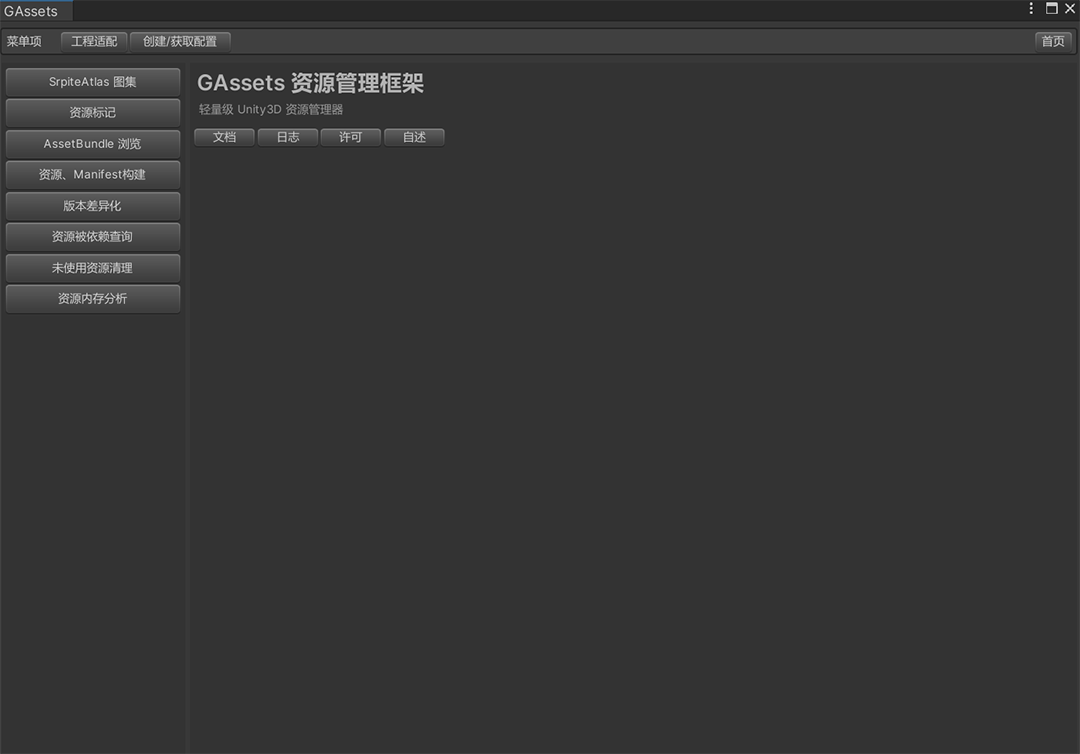 GAssets
菜单项 工程适配 创建/获取配置 首页
SrpiteAtlas 图集
资源标记
AssetBundle 浏览
资源、Manifest构建
版本差异化
资源被依赖查询
未使用资源清理
资源内存分析
GAssets 资源管理框架
轻量级 Unity3D 资源管理器
文档 日志 许可 自述